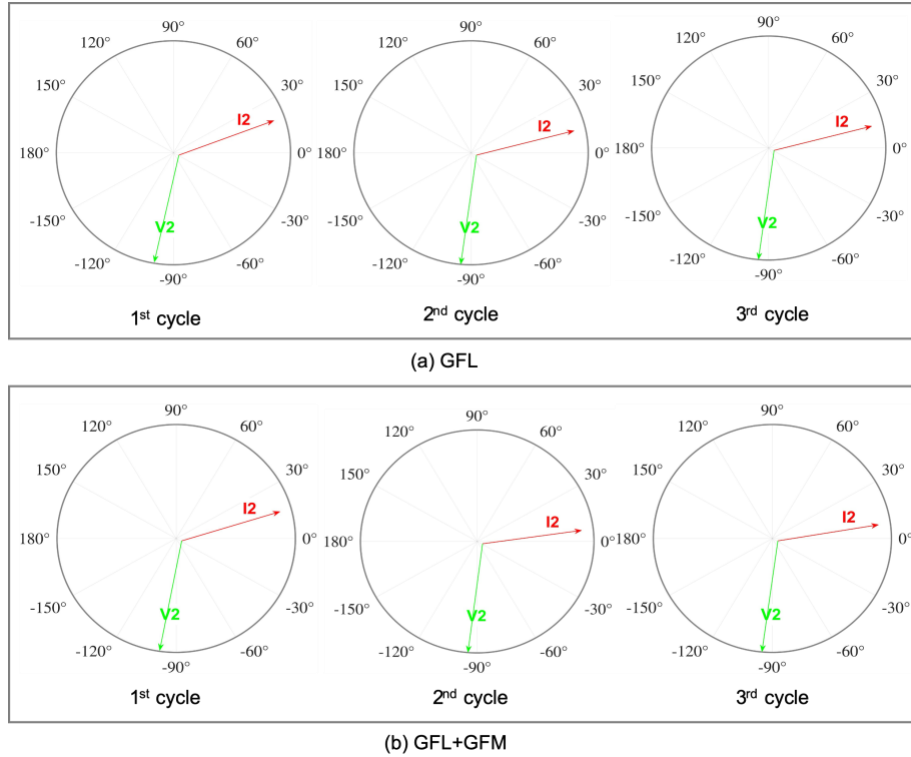 90° 90° 90°
120° 60° 120° 60° 120° 60°
150° 30° 150° 30° 150° 30°
I2 I2 I2
180° 0° 180° 0° 180° 0°
-150° -30° -150° -30° -150° -30°
V2 V2 V2
-120° -60° -120° -60° -120° -60°
-90° -90° -90°
1st cycle 2nd cycle 3rd cycle
(a) GFL
90° 90° 90°
120° 60° 120° 60° 120° 60°
150° 30° 150° 30° 150° 30°
I2 I2 I2
180° 0° 180° 0° 180° 0°
-150° -30° -150° -30° -150° -30°
V2 V2 V2
-120° -60° -120° -60° -120° -60°
-90° -90° -90°
1st cycle 2nd cycle 3rd cycle
(b) GFL+GFM